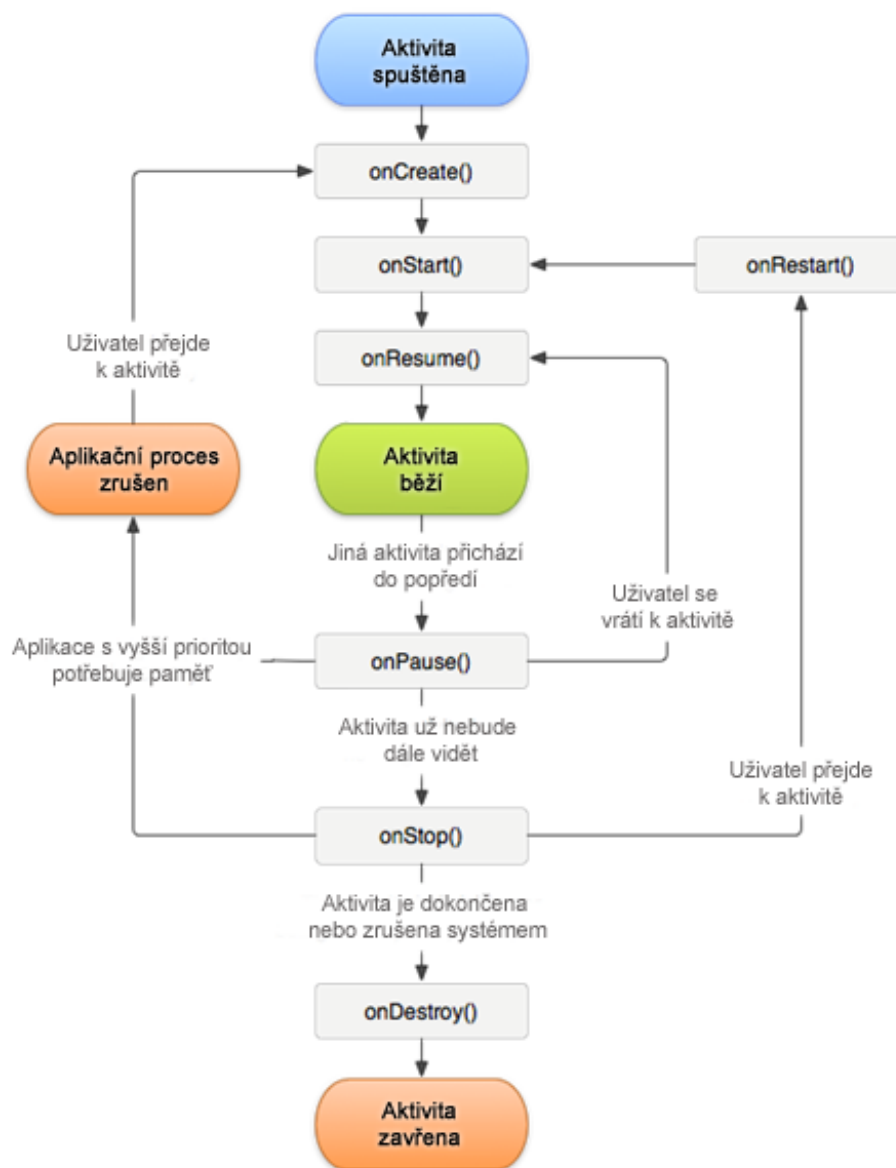 Aktivita
spuštěna
onCreate()
onStart()
onRestart()
onResume()
Uživatel přejde
k aktivitě
Aplikační proces
zrušen
Aktivita
běží
Jiná aktivita přichází
do popředí
Uživatel se
vrátí k aktivitě
Aplikace s vyšší prioritou
potřebuje paměť
onPause()
Aktivita už nebude
dále vidět
Uživatel přejde
k aktivitě
onStop()
Aktivita je dokončena
nebo zrušena systémem
onDestroy()
Aktivita
zavřena